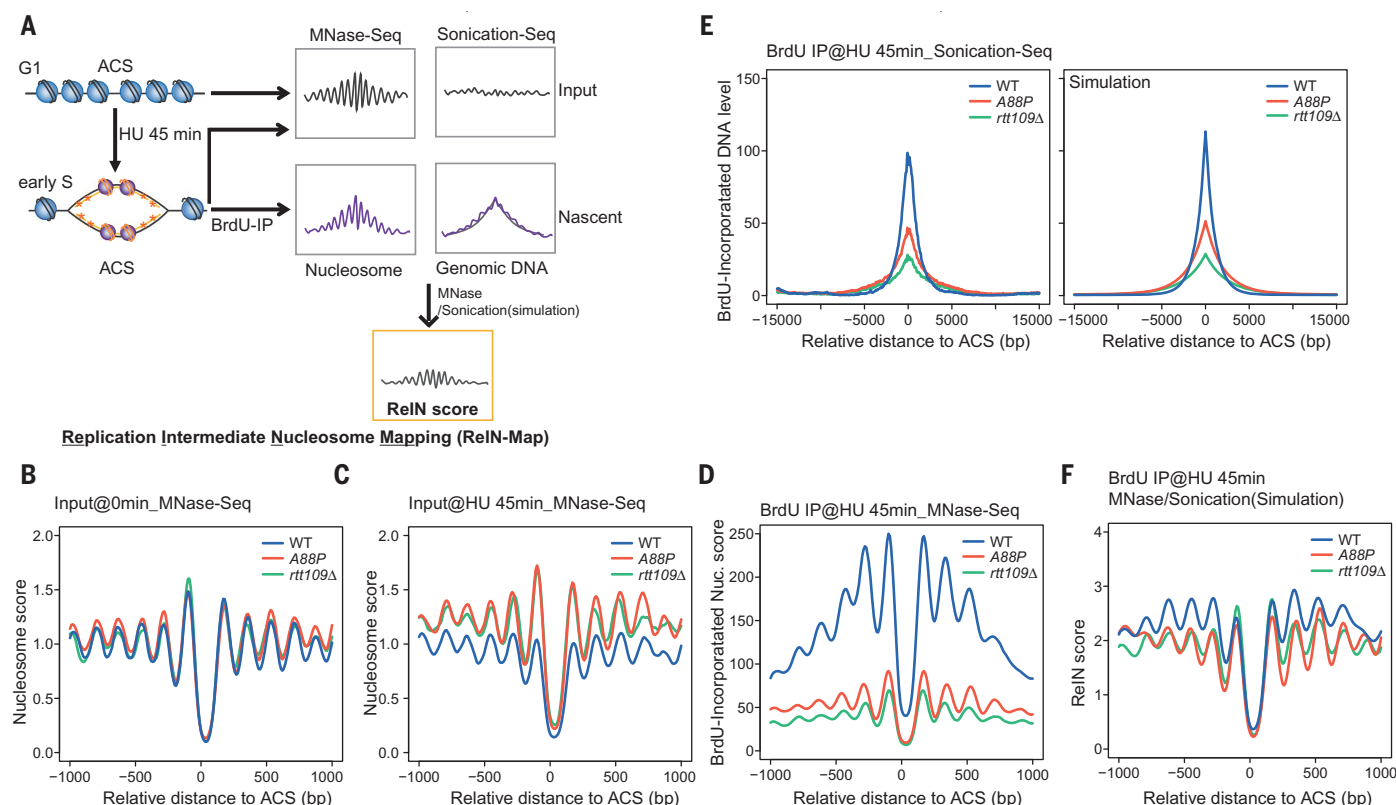 A
MNase-Seq
Sonication-Seq
G1
ACS
Input
HU 45 min
early S
BrdU-IP
Nascent
ACS
Nucleosome
Genomic DNA
MNase
/Sonication(simulation)
ReIN score
Replication Intermediate Nucleosome Mapping (ReIN-Map)
E
BrdU IP@HU 45min_Sonication-Seq
BrdU-Incorporatated DNA level
150
100
50
0
WT
A88P
rtt109Δ
Simulation
WT
A88P
rtt109Δ
−15000 −5000 0 5000 15000
−15000 −5000 0 5000 15000
Relative distance to ACS (bp)
Relative distance to ACS (bp)
B
Input@0min_MNase-Seq
Nucleosome score
2.0
1.5
1.0
0.5
0.0
WT
A88P
rtt109Δ
−1000 −500 0 500 1000
Relative distance to ACS (bp)
C
Input@HU 45min_MNase-Seq
Nucleosome score
2.0
1.5
1.0
0.5
0.0
WT
A88P
rtt109Δ
−1000 −500 0 500 1000
Relative distance to ACS (bp)
D
BrdU IP@HU 45min_MNase-Seq
BrdU-Incorporatated Nuc. score
250
200
150
100
50
0
WT
A88P
rtt109Δ
−1000 −500 0 500 1000
Relative distance to ACS (bp)
F
BrdU IP@HU 45min
MNase/Sonication(Simulation)
ReIN score
4
3
2
1
0
WT
A88P
rtt109Δ
−1000 −500 0 500 1000
Relative distance to ACS (bp)